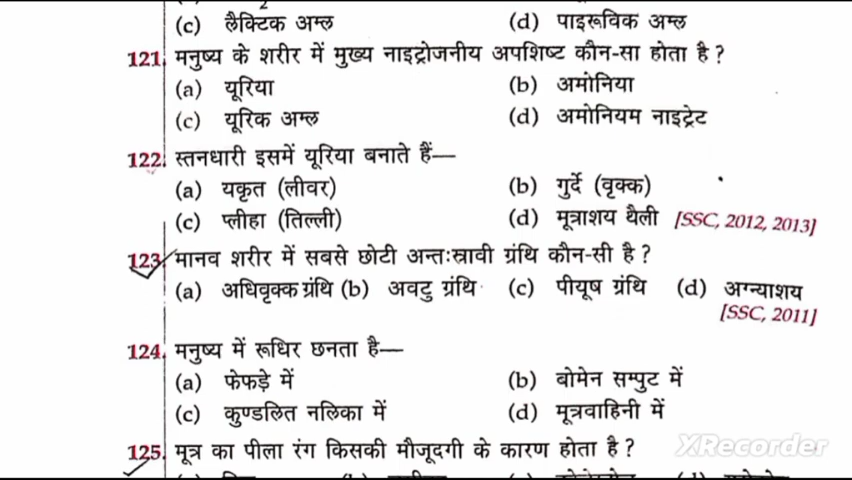 (c) लैक्टिक अम्ल (d) पाइरूविक अम्ल
121. मनुष्य के शरीर में मुख्य नाइट्रोजनीय अपशिष्ट कौन-सा होता है ?
(a) यूरिया (b) अमोनिया
(c) यूरिक अम्ल (d) अमोनियम नाइट्रेट
122. स्तनधारी इसमें यूरिया बनाते हैं—
(a) यकृत (लीवर) (b) गुर्दे (वृक्क)
(c) प्लीहा (तिल्ली) (d) मूत्राशय थैली [SSC, 2012, 2013]
123. मानव शरीर में सबसे छोटी अन्तःस्रावी ग्रंथि कौन-सी है ?
(a) अधिवृक्क ग्रंथि (b) अवटु ग्रंथि (c) पीयूष ग्रंथि (d) अग्न्याशय
[SSC, 2011]
124. मनुष्य में रूधिर छनता है—
(a) फेफड़े में (b) बोमेन सम्पुट में
(c) कुण्डलित नलिका में (d) मूत्रवाहिनी में
125. मूत्र का पीला रंग किसकी मौजूदगी के कारण होता है ?
XRecorder